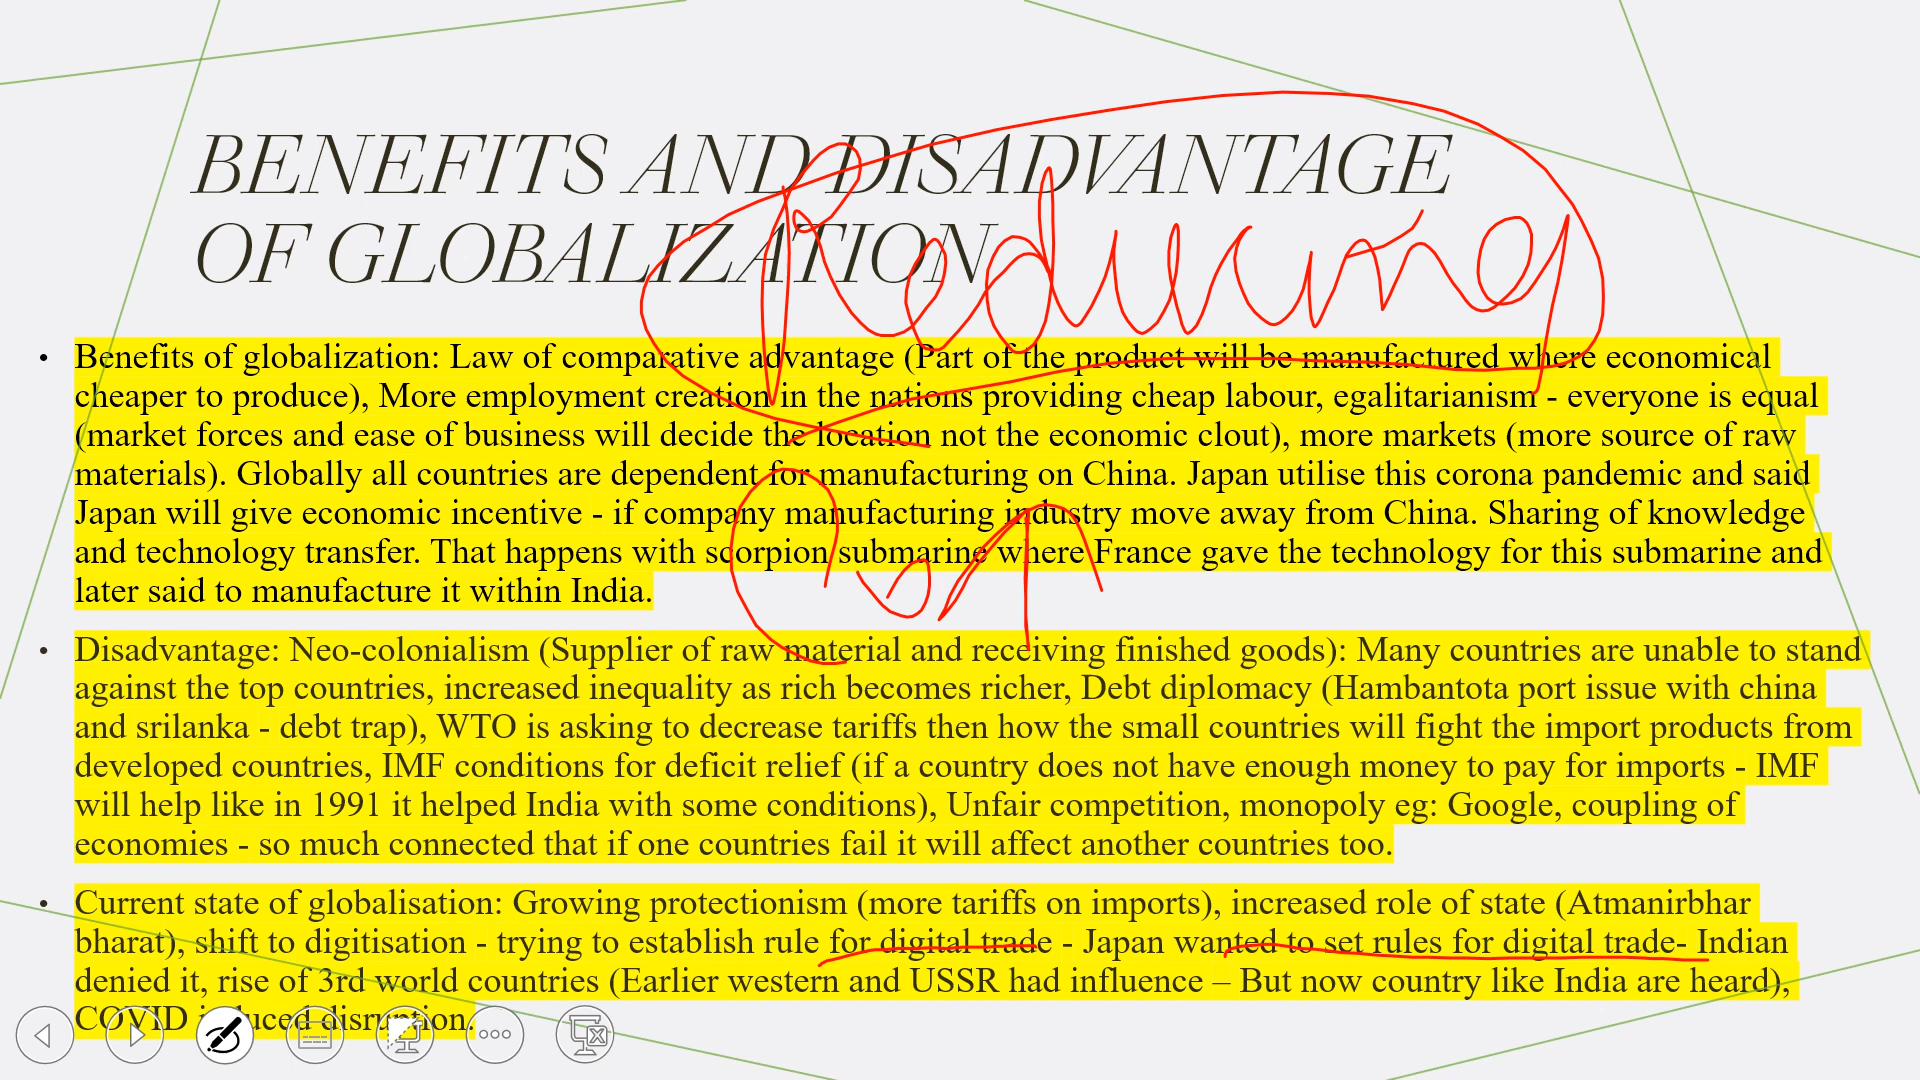 BENEFITS AND DISADVANTAGE
OF GLOBALIZATION
Reducing
Cost
• Benefits of globalization: Law of comparative advantage (Part of the product will be manufactured where economical
cheaper to produce), More employment creation in the nations providing cheap labour, egalitarianism - everyone is equal
(market forces and ease of business will decide the location not the economic clout), more markets (more source of raw
materials). Globally all countries are dependent for manufacturing on China. Japan utilise this corona pandemic and said
Japan will give economic incentive - if company manufacturing industry move away from China. Sharing of knowledge
and technology transfer. That happens with scorpion submarine where France gave the technology for this submarine and
later said to manufacture it within India.
• Disadvantage: Neo-colonialism (Supplier of raw material and receiving finished goods): Many countries are unable to stand
against the top countries, increased inequality as rich becomes richer, Debt diplomacy (Hambantota port issue with china
and srilanka - debt trap), WTO is asking to decrease tariffs then how the small countries will fight the import products from
developed countries, IMF conditions for deficit relief (if a country does not have enough money to pay for imports - IMF
will help like in 1991 it helped India with some conditions), Unfair competition, monopoly eg: Google, coupling of
economies - so much connected that if one countries fail it will affect another countries too.
• Current state of globalisation: Growing protectionism (more tariffs on imports), increased role of state (Atmanirbhar
bharat), shift to digitisation - trying to establish rule for digital trade - Japan wanted to set rules for digital trade- Indian
denied it, rise of 3rd world countries (Earlier western and USSR had influence – But now country like India are heard),
COVID induced disruption.